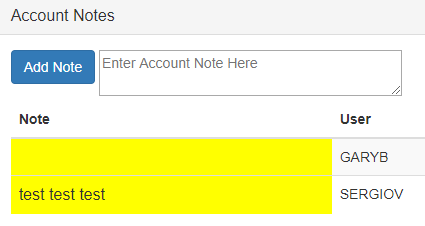 Account Notes
Add Note Enter Account Note Here
Note User
GARYB
test test test SERGIOV